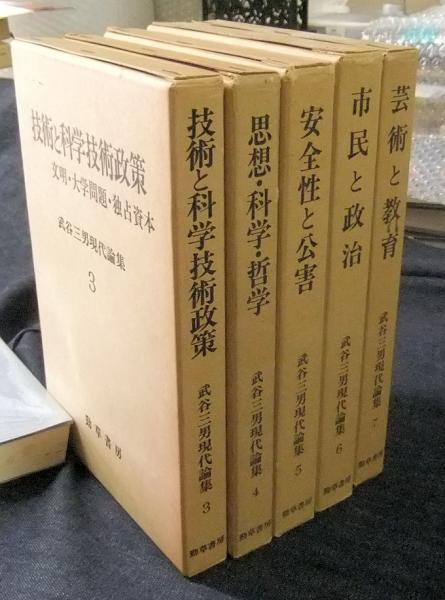 技術と科学技術政策
文明・大学問題・独占資本
武谷三男現代論集
3
勁草書房
技術と科学技術政策
武谷三男現代論集 3
勁草書房
思想・科学・哲学
武谷三男現代論集 4
勁草書房
安全性と公害
武谷三男現代論集 5
勁草書房
市民と政治
武谷三男現代論集 6
勁草書房
芸術と教育
武谷三男現代論集 7
勁草書房